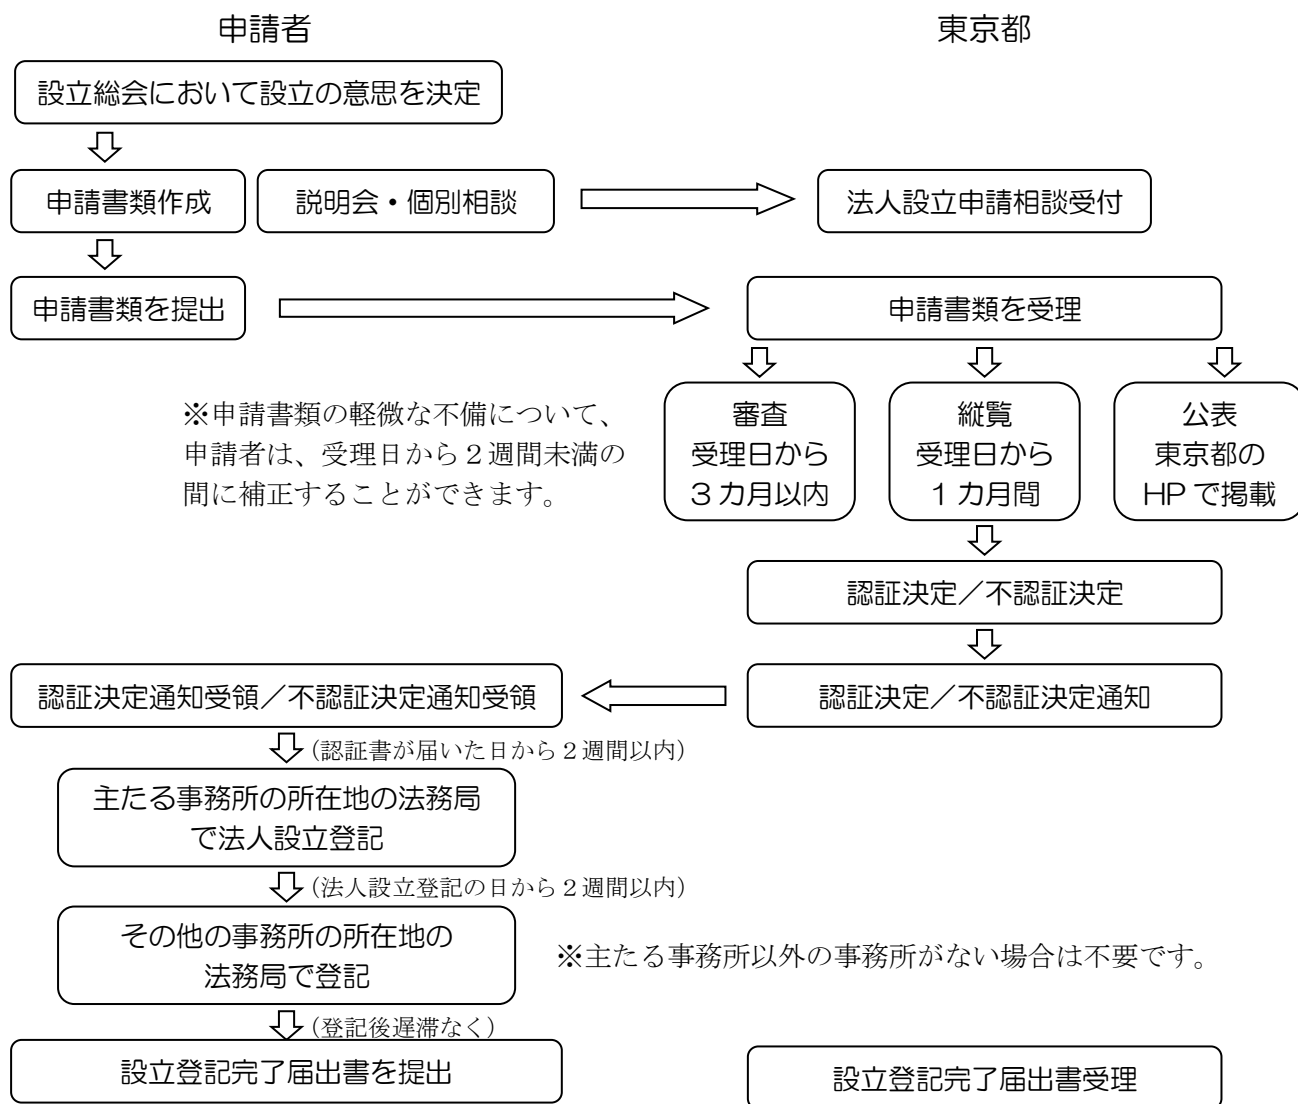 申請者
東京都
設立総会において設立の意思を決定
申請書類作成
説明会・個別相談
法人設立申請相談受付
申請書類を提出
申請書類を受理
※申請書類の軽微な不備について、
申請者は、受理日から２週間未満の
間に補正することができます。
審査
受理日から
３カ月以内
縦覧
受理日から
１カ月間
公表
東京都の
HPで掲載
認証決定／不認証決定
認証決定通知受領／不認証決定通知受領
認証決定／不認証決定通知
（認証書が届いた日から２週間以内）
主たる事務所の所在地の法務局
で法人設立登記
（法人設立登記の日から２週間以内）
その他の事務所の所在地の
法務局で登記
※主たる事務所以外の事務所がない場合は不要です。
（登記後遅滞なく）
設立登記完了届出書を提出
設立登記完了届出書受理